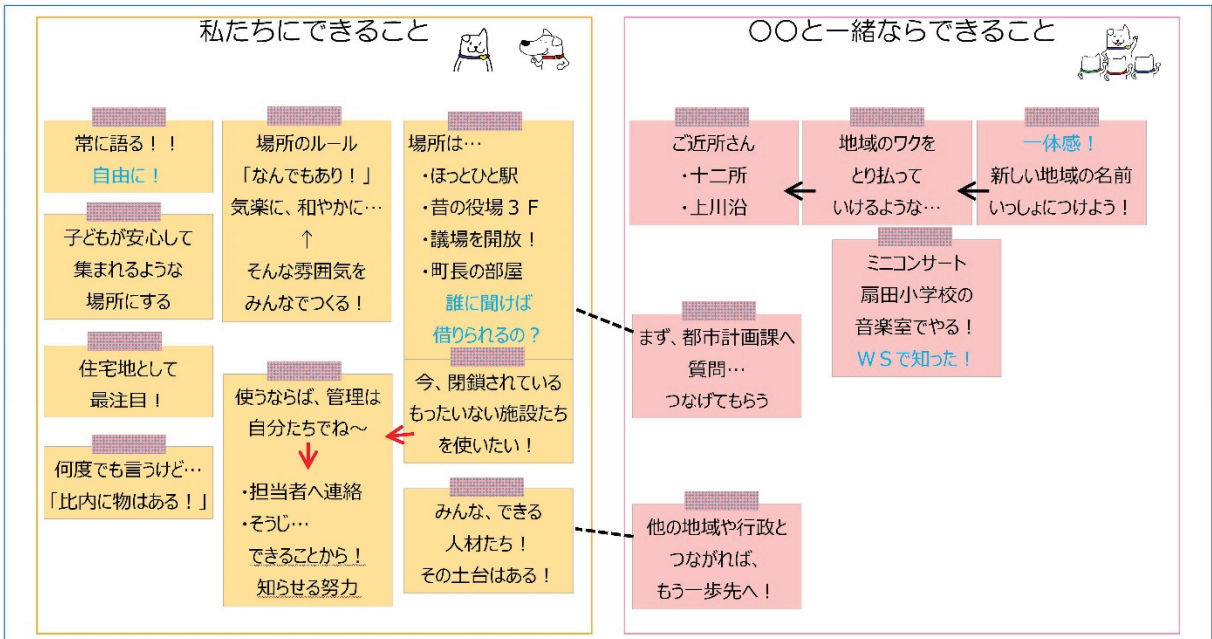 私たちにできること
常に語る！！
自由に！
子どもが安心して
集まれるような
場所にする
住宅地として
最注目！
何度でも言うけど…
「比内に物はある！」
場所のルール
「なんでもあり！」
気楽に、和やかに…
↑
そんな雰囲気を
みんなでつくる！
使うならば、管理は
自分たちでね～
・担当者へ連絡
・そうじ…
できることから！
知らせる努力
場所は…
・ほっとひと駅
・昔の役場３Ｆ
・議場を開放！
・町長の部屋
誰に聞けば
借りられるの？
今、閉鎖されている
もったいない施設たち
を使いたい！
みんな、できる
人材たち！
その土台はある！
〇〇と一緒ならできること
ご近所さん
・十二所
・上川沿
地域のワクを
とり払って
いけるような…
一体感！
新しい地域の名前
いっしょにつけよう！
ミニコンサート
扇田小学校の
音楽室でやる！
ＷＳで知った！
まず、都市計画課へ
質問…
つなげてもらう
他の地域や行政と
つながれば、
もう一歩先へ！